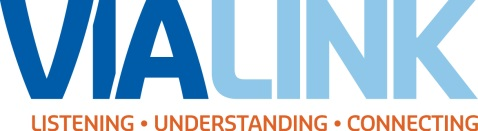 VIALINK
LISTENING • UNDERSTANDING • CONNECTING